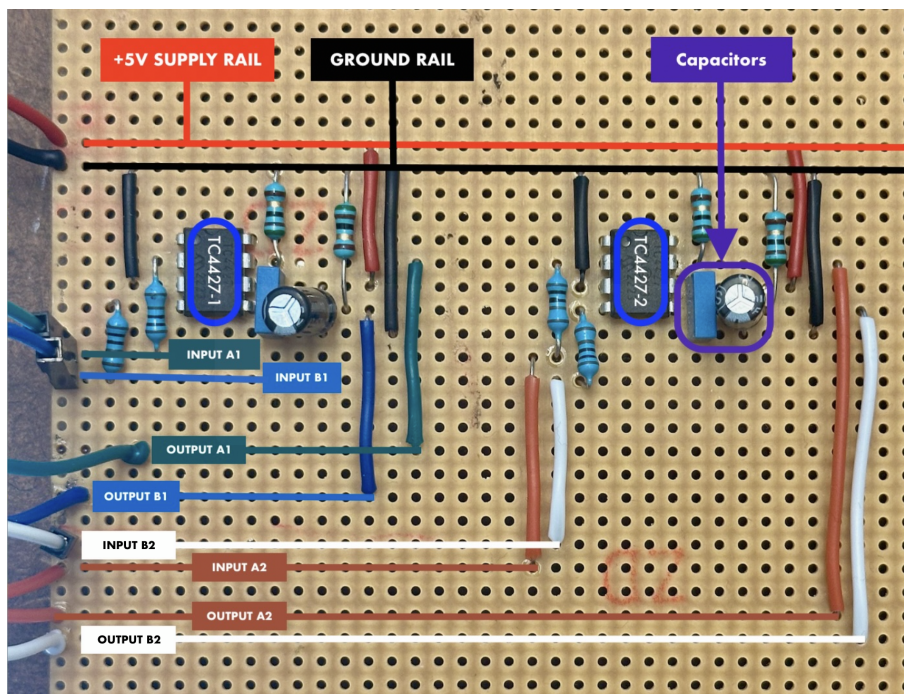 +5V SUPPLY RAIL
GROUND RAIL
Capacitors
TC4427-1
TC4427-2
INPUT A1
INPUT B1
OUTPUT A1
OUTPUT B1
INPUT B2
INPUT A2
OUTPUT A2
OUTPUT B2